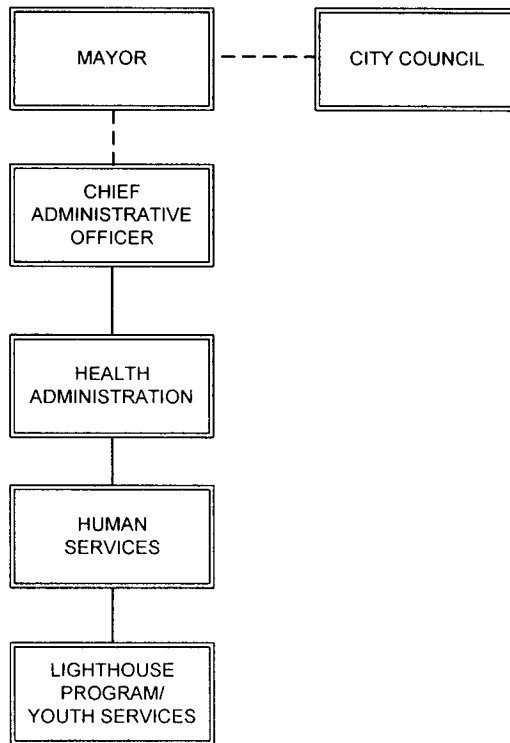 MAYOR
CITY COUNCIL
CHIEF
ADMINISTRATIVE
OFFICER
HEALTH
ADMINISTRATION
HUMAN
SERVICES
LIGHTHOUSE
PROGRAM/
YOUTH SERVICES